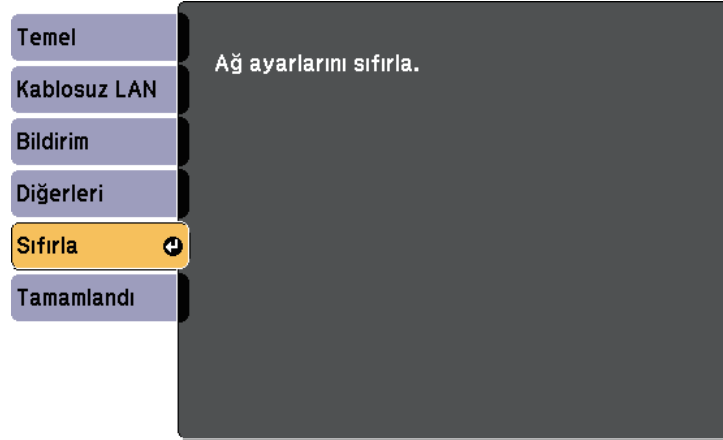 Temel
Kablosuz LAN
Bildirim
Diğerleri
Sıfırla
Tamamlandı
Ağ ayarlarını sıfırla.